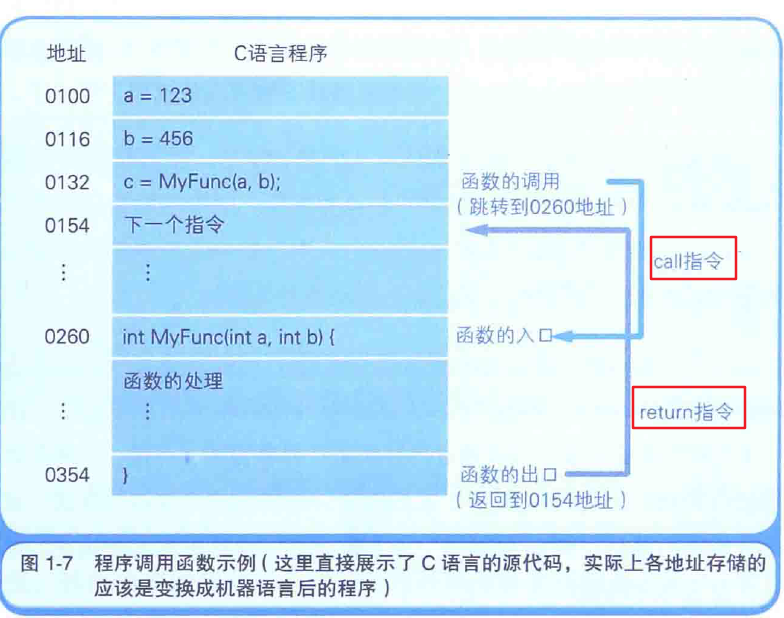 地址 C语言程序
0100 a = 123
0116 b = 456
0132 c = MyFunc(a, b); 函数的调用
（跳转到0260地址）
0154 下一个指令
call指令
⋮ ⋮
0260 int MyFunc(int a, int b) { 函数的入口
函数的处理
⋮ ⋮
return指令
0354 } 函数的出口
（返回到0154地址）
图 1-7 程序调用函数示例（这里直接展示了 C 语言的源代码，实际上各地址存储的
应该是变换成机器语言后的程序）